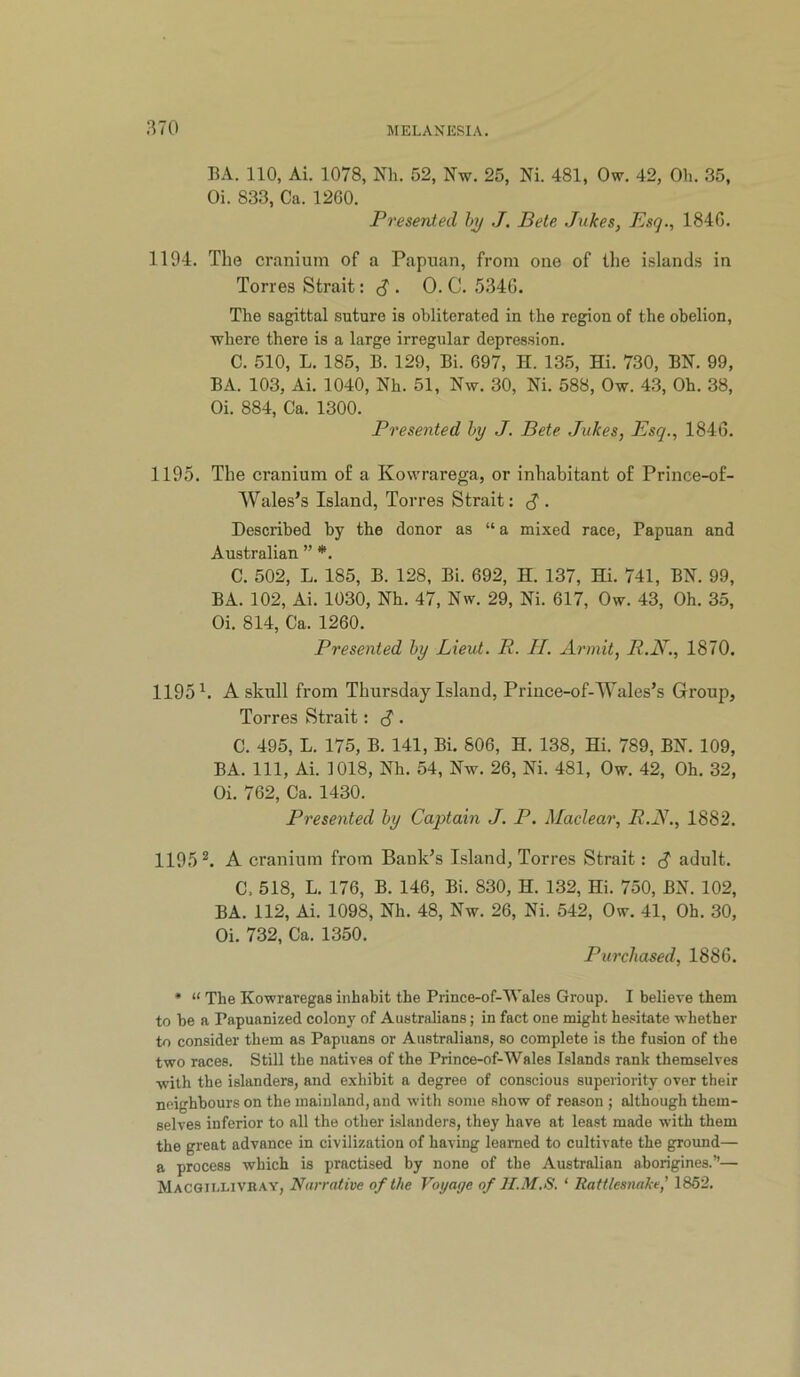 370 MELANESIA.
BA. 110, Ai. 1078, Nh. 52, Nw. 25, Ni. 481, Ow. 42, Oh. 35,
Oi. 833, Ca. 1260.
Presented by J. Bete Jukes, Esq., 1846.
1194. The cranium of a Papuan, from one of the islands in
Torres Strait: ♂. O. C. 5346.
The sagittal suture is obliterated in the region of the obelion,
where there is a large irregular depression.
C. 510, L. 185, B. 129, Bi. 697, H. 135, Hi. 730, BN. 99,
BA. 103, Ai. 1040, Nh. 51, Nw. 30, Ni. 588, Ow. 43, Oh. 38,
Oi. 884, Ca. 1300.
Presented by J. Bete Jukes, Esq., 1846.
1195. The cranium of a Kowrarega, or inhabitant of Prince-of-
Wales's Island, Torres Strait: ♂.
Described by the donor as “a mixed race, Papuan and
Australian” *.
C. 502, L. 185, B. 128, Bi. 692, H. 137, Hi. 741, BN. 99,
BA. 102, Ai. 1030, Nh. 47, Nw. 29, Ni. 617, Ow. 43, Oh. 35,
Oi. 814, Ca. 1260.
Presented by Lieut. R. H. Armit, R.N., 1870.
1195¹. A skull from Thursday Island, Prince-of-Wales's Group,
Torres Strait: ♂.
C. 495, L. 175, B. 141, Bi. 806, H. 138, Hi. 789, BN. 109,
BA. 111, Ai. 1018, Nh. 54, Nw. 26, Ni. 481, Ow. 42, Oh. 32,
Oi. 762, Ca. 1430.
Presented by Captain J. P. Maclear, R.N., 1882.
1195². A cranium from Bank's Island, Torres Strait: ♂ adult.
C. 518, L. 176, B. 146, Bi. 830, H. 132, Hi. 750, BN. 102,
BA. 112, Ai. 1098, Nh. 48, Nw. 26, Ni. 542, Ow. 41, Oh. 30,
Oi. 732, Ca. 1350.
Purchased, 1886.
* “The Kowraregas inhabit the Prince-of-Wales Group. I believe them
to be a Papuanized colony of Australians; in fact one might hesitate whether
to consider them as Papuans or Australians, so complete is the fusion of the
two races. Still the natives of the Prince-of-Wales Islands rank themselves
with the islanders, and exhibit a degree of conscious superiority over their
neighbours on the mainland, and with some show of reason; although them-
selves inferior to all the other islanders, they have at least made with them
the great advance in civilization of having learned to cultivate the ground—
a process which is practised by none of the Australian aborigines.”—
MACGILLIVRAY, Narrative of the Voyage of H.M.S. ‘Rattlesnake,’ 1852.